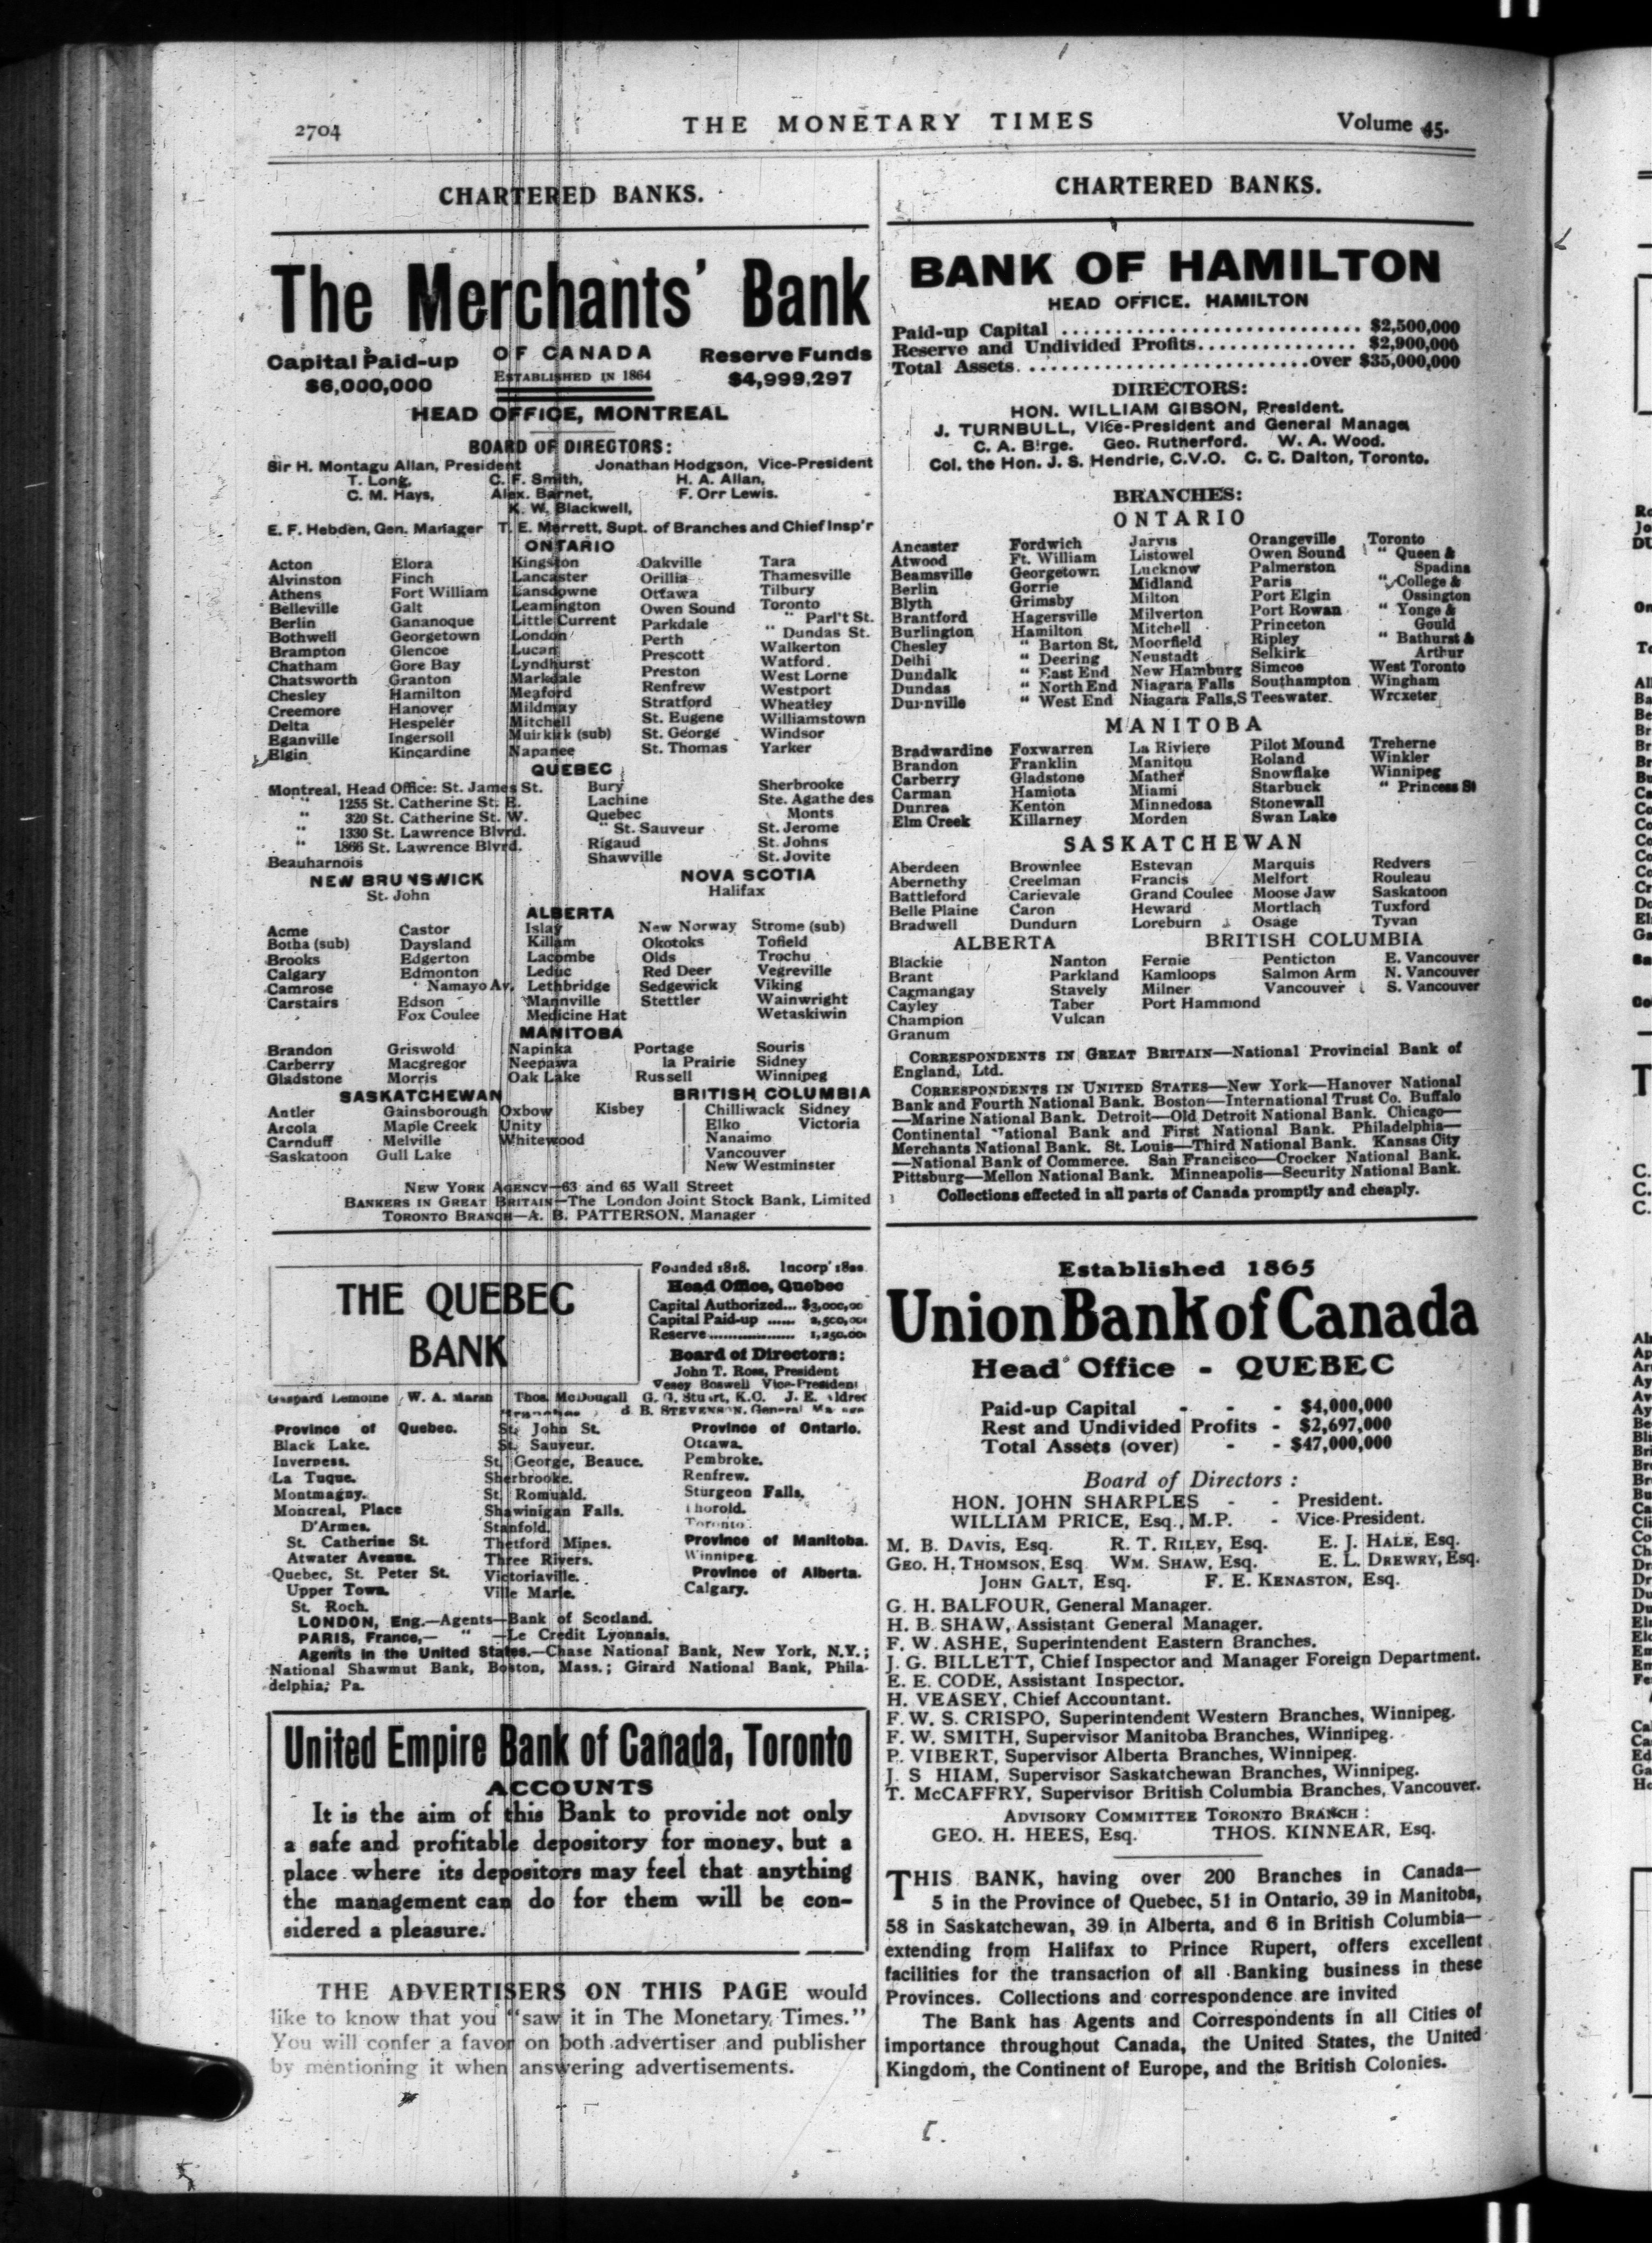 2704
THE MONETARY TIMES
Volume 45.
CHARTERED BANKS.
The Merchants' Bank
Capital Paid-up
$6,000,000
OF CANADA
ESTABLISHED IN 1864
Reserve Funds
$4,999,297
HEAD OFFICE, MONTREAL
BOARD OF DIRECTORS:
Sir H. Montagu Allan, President Jonathan Hodgson, Vice-President
T. Long, C. F. Smith, H. A. Allan,
C. M. Hays, Alex. Barnet, F. Orr Lewis.
K. W. Blackwell,
E. F. Hebden, Gen. Manager T. E. Merrett, Supt. of Branches and Chief Insp'r
ONTARIO
Acton Elora Kingston Oakville Tara
Alvinston Finch Lancaster Orillia Thamesville
Athens Fort William Lansdowne Ottawa Tilbury
Belleville Galt Leamington Owen Sound Toronto
Berlin Gananoque Little Current Parkdale " Parl't St.
Bothwell Georgetown London Perth " Dundas St.
Brampton Glencoe Lucan Prescott Walkerton
Chatham Gore Bay Lyndhurst Preston Watford
Chatsworth Granton Markdale Renfrew West Lorne
Chesley Hamilton Meaford Stratford Westport
Creemore Hanover Mildmay St. Eugene Wheatley
Delta Hespeler Mitchell St. George Williamstown
Eganville Ingersoll Muirkirk (sub) St. Thomas Windsor
Elgin Kincardine Napanee Yarker
QUEBEC
Montreal, Head Office: St. James St. Bury Sherbrooke
" 1255 St. Catherine St. E. Lachine Ste. Agathe des
" 320 St. Catherine St. W. Quebec Monts
" 1330 St. Lawrence Blvrd. " St. Sauveur St. Jerome
" 1866 St. Lawrence Blvrd. Rigaud St. Johns
Beauharnois Shawville St. Jovite
NEW BRUNSWICK NOVA SCOTIA
St. John Halifax
ALBERTA
Acme Castor Islay New Norway Strome (sub)
Botha (sub) Daysland Killam Okotoks Tofield
Brooks Edgerton Lacombe Olds Trochu
Calgary Edmonton Leduc Red Deer Vegreville
Camrose " Namayo Av. Lethbridge Sedgewick Viking
Carstairs Edson Mannville Stettler Wainwright
Fox Coulee Medicine Hat Wetaskiwin
MANITOBA
Brandon Griswold Napinka Portage Souris
Carberry Macgregor Neepawa la Prairie Sidney
Gladstone Morris Oak Lake Russell Winnipeg
SASKATCHEWAN BRITISH COLUMBIA
Antler Gainsborough Oxbow Kisbey Chilliwack Sidney
Arcola Maple Creek Unity Elko Victoria
Carnduff Melville Whitewood Nanaimo
Saskatoon Gull Lake Vancouver
New Westminster
NEW YORK AGENCY—63 and 65 Wall Street
BANKERS IN GREAT BRITAIN—The London Joint Stock Bank, Limited
TORONTO BRANCH—A. B. PATTERSON, Manager
THE QUEBEC
BANK
Founded 1818. Incorp'
Head Office, Quebec
Capital Authorized... $3,000,00
Capital Paid-up ...... 2,500,00
Reserve................. 1,250,00
Board of Directors:
John T. Ross, President
Vesey Boswell Vice-President
Gaspard Lemoine W. A. Marsh Thos. McDougall G. G. Stuart, K.C. J. E. Aldred
Branches B. B. STEVENSON, General Manager
Province of Quebec. St. John St. Province of Ontario.
Black Lake. St. Sauveur. Ottawa.
Inverness. St. George, Beauce. Pembroke.
La Tuque. Sherbrooke. Renfrew.
Montmagny. St. Romuald. Sturgeon Falls.
Montreal, Place Shawinigan Falls. Thorold.
D'Armes. Stanfold. Toronto.
St. Catherine St. Thetford Mines. Province of Manitoba.
Atwater Avenue. Three Rivers. Winnipeg.
Quebec, St. Peter St. Victoriaville. Province of Alberta.
Upper Town. Ville Marie. Calgary.
St. Roch.
LONDON, Eng.—Agents—Bank of Scotland.
PARIS, France,— " —Le Credit Lyonnais.
Agents in the United States.—Chase National Bank, New York, N.Y.;
National Shawmut Bank, Boston, Mass.; Girard National Bank, Phila-
delphia, Pa.
United Empire Bank of Canada, Toronto
ACCOUNTS
It is the aim of this Bank to provide not only
a safe and profitable depository for money, but a
place where its depositors may feel that anything
the management can do for them will be con-
sidered a pleasure.
THE ADVERTISERS ON THIS PAGE would
like to know that you "saw it in The Monetary Times."
You will confer a favor on both advertiser and publisher
by mentioning it when answering advertisements.
CHARTERED BANKS.
BANK OF HAMILTON
HEAD OFFICE, HAMILTON
Paid-up Capital ............................ $2,500,000
Reserve and Undivided Profits............... $2,900,000
Total Assets...........................over $35,000,000
DIRECTORS:
HON. WILLIAM GIBSON, President.
J. TURNBULL, Vice-President and General Manager
C. A. Birge. Geo. Rutherford. W. A. Wood.
Col. the Hon. J. S. Hendrie, C.V.O. C. C. Dalton, Toronto.
BRANCHES:
ONTARIO
Ancaster Fordwich Jarvis Orangeville Toronto
Atwood Ft. William Listowel Owen Sound " Queen &
Beamsville Georgetown Lucknow Palmerston Spadina
Berlin Gorrie Midland Paris " College &
Blyth Grimsby Milton Port Elgin Ossington
Brantford Hagersville Milverton Port Rowan " Yonge &
Burlington Hamilton Mitchell Princeton Gould
Chesley " Barton St. Moorfield Ripley " Bathurst &
Delhi " Deering Neustadt Selkirk Arthur
Dundalk " East End New Hamburg Simcoe West Toronto
Dundas " North End Niagara Falls Southampton Wingham
Dunnville " West End Niagara Falls,S Teeswater Wroxeter
MANITOBA
Bradwardine Foxwarren La Riviere Pilot Mound Treherne
Brandon Franklin Manitou Roland Winkler
Carberry Gladstone Mather Snowflake Winnipeg
Carman Hamiota Miami Starbuck " Princess St
Dunrea Kenton Minnedosa Stonewall
Elm Creek Killarney Morden Swan Lake
SASKATCHEWAN
Aberdeen Brownlee Estevan Marquis Redvers
Abernethy Creelman Francis Melfort Rouleau
Battleford Carievale Grand Coulee Moose Jaw Saskatoon
Belle Plaine Caron Heward Mortlach Tuxford
Bradwell Dundurn Loreburn Osage Tyvan
ALBERTA BRITISH COLUMBIA
Blackie Nanton Fernie Penticton E. Vancouver
Brant Parkland Kamloops Salmon Arm N. Vancouver
Carmangay Stavely Milner Vancouver S. Vancouver
Cayley Taber Port Hammond
Champion Vulcan
Granum
CORRESPONDENTS IN GREAT BRITAIN—National Provincial Bank of
England, Ltd.
CORRESPONDENTS IN UNITED STATES—New York—Hanover National
Bank and Fourth National Bank. Boston—International Trust Co. Buffalo
—Marine National Bank. Detroit—Old Detroit National Bank. Chicago—
Continental National Bank and First National Bank. Philadelphia—
Merchants National Bank. St. Louis—Third National Bank. Kansas City
—National Bank of Commerce. San Francisco—Crocker National Bank.
Pittsburg—Mellon National Bank. Minneapolis—Security National Bank.
Collections effected in all parts of Canada promptly and cheaply.
Established 1865
Union Bank of Canada
Head Office - QUEBEC
Paid-up Capital - - - $4,000,000
Rest and Undivided Profits - $2,697,000
Total Assets (over) - - $47,000,000
Board of Directors :
HON. JOHN SHARPLES - - President.
WILLIAM PRICE, Esq., M.P. - Vice-President.
M. B. DAVIS, Esq. R. T. RILEY, Esq. E. J. HALE, Esq.
GEO. H. THOMSON, Esq. WM. SHAW, Esq. E. L. DREWRY, Esq.
JOHN GALT, Esq. F. E. KENASTON, Esq.
G. H. BALFOUR, General Manager.
H. B. SHAW, Assistant General Manager.
F. W. ASHE, Superintendent Eastern Branches.
J. G. BILLETT, Chief Inspector and Manager Foreign Department.
E. E. CODE, Assistant Inspector.
H. VEASEY, Chief Accountant.
F. W. S. CRISPO, Superintendent Western Branches, Winnipeg.
F. W. SMITH, Supervisor Manitoba Branches, Winnipeg.
P. VIBERT, Supervisor Alberta Branches, Winnipeg.
J. S HIAM, Supervisor Saskatchewan Branches, Winnipeg.
T. McCAFFRY, Supervisor British Columbia Branches, Vancouver.
ADVISORY COMMITTEE TORONTO BRANCH :
GEO. H. HEES, Esq. THOS. KINNEAR, Esq.
THIS BANK, having over 200 Branches in Canada—
5 in the Province of Quebec, 51 in Ontario, 39 in Manitoba,
58 in Saskatchewan, 39 in Alberta, and 6 in British Columbia—
extending from Halifax to Prince Rupert, offers excellent
facilities for the transaction of all Banking business in these
Provinces. Collections and correspondence are invited
The Bank has Agents and Correspondents in all Cities of
importance throughout Canada, the United States, the United
Kingdom, the Continent of Europe, and the British Colonies.